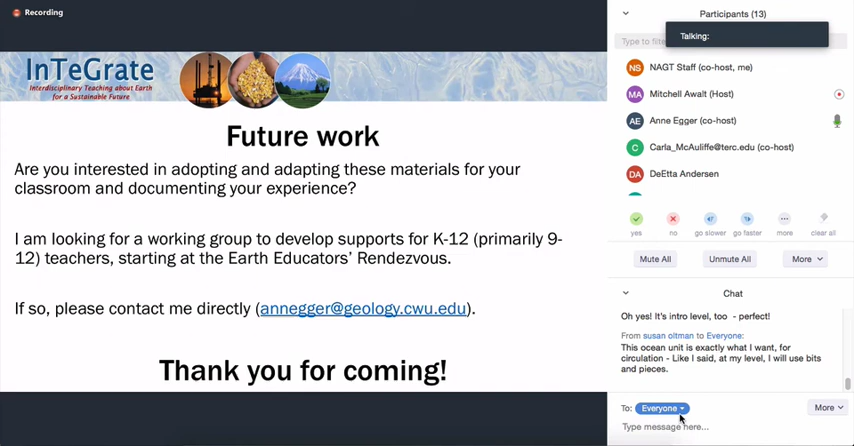 Recording
InTeGrate
Interdisciplinary Teaching about Earth
for a Sustainable Future
Future work
Are you interested in adopting and adapting these materials for your
classroom and documenting your experience?
I am looking for a working group to develop supports for K-12 (primarily 9-
12) teachers, starting at the Earth Educators' Rendezvous.
If so, please contact me directly (annegger@geology.cwu.edu).
Thank you for coming!
Participants (13)
Talking:
Type to filte
NS NAGT Staff (co-host, me)
MA Mitchell Awalt (Host)
AE Anne Egger (co-host)
C Carla_McAuliffe@terc.edu (co-host)
DA DeEtta Andersen
yes no go slower go faster more clear all
Mute All Unmute All More
Chat
Oh yes! It's intro level, too - perfect!
From susan oltman to Everyone:
This ocean unit is exactly what I want, for
circulation - Like I said, at my level, I will use bits
and pieces.
To: Everyone More
Type message here...